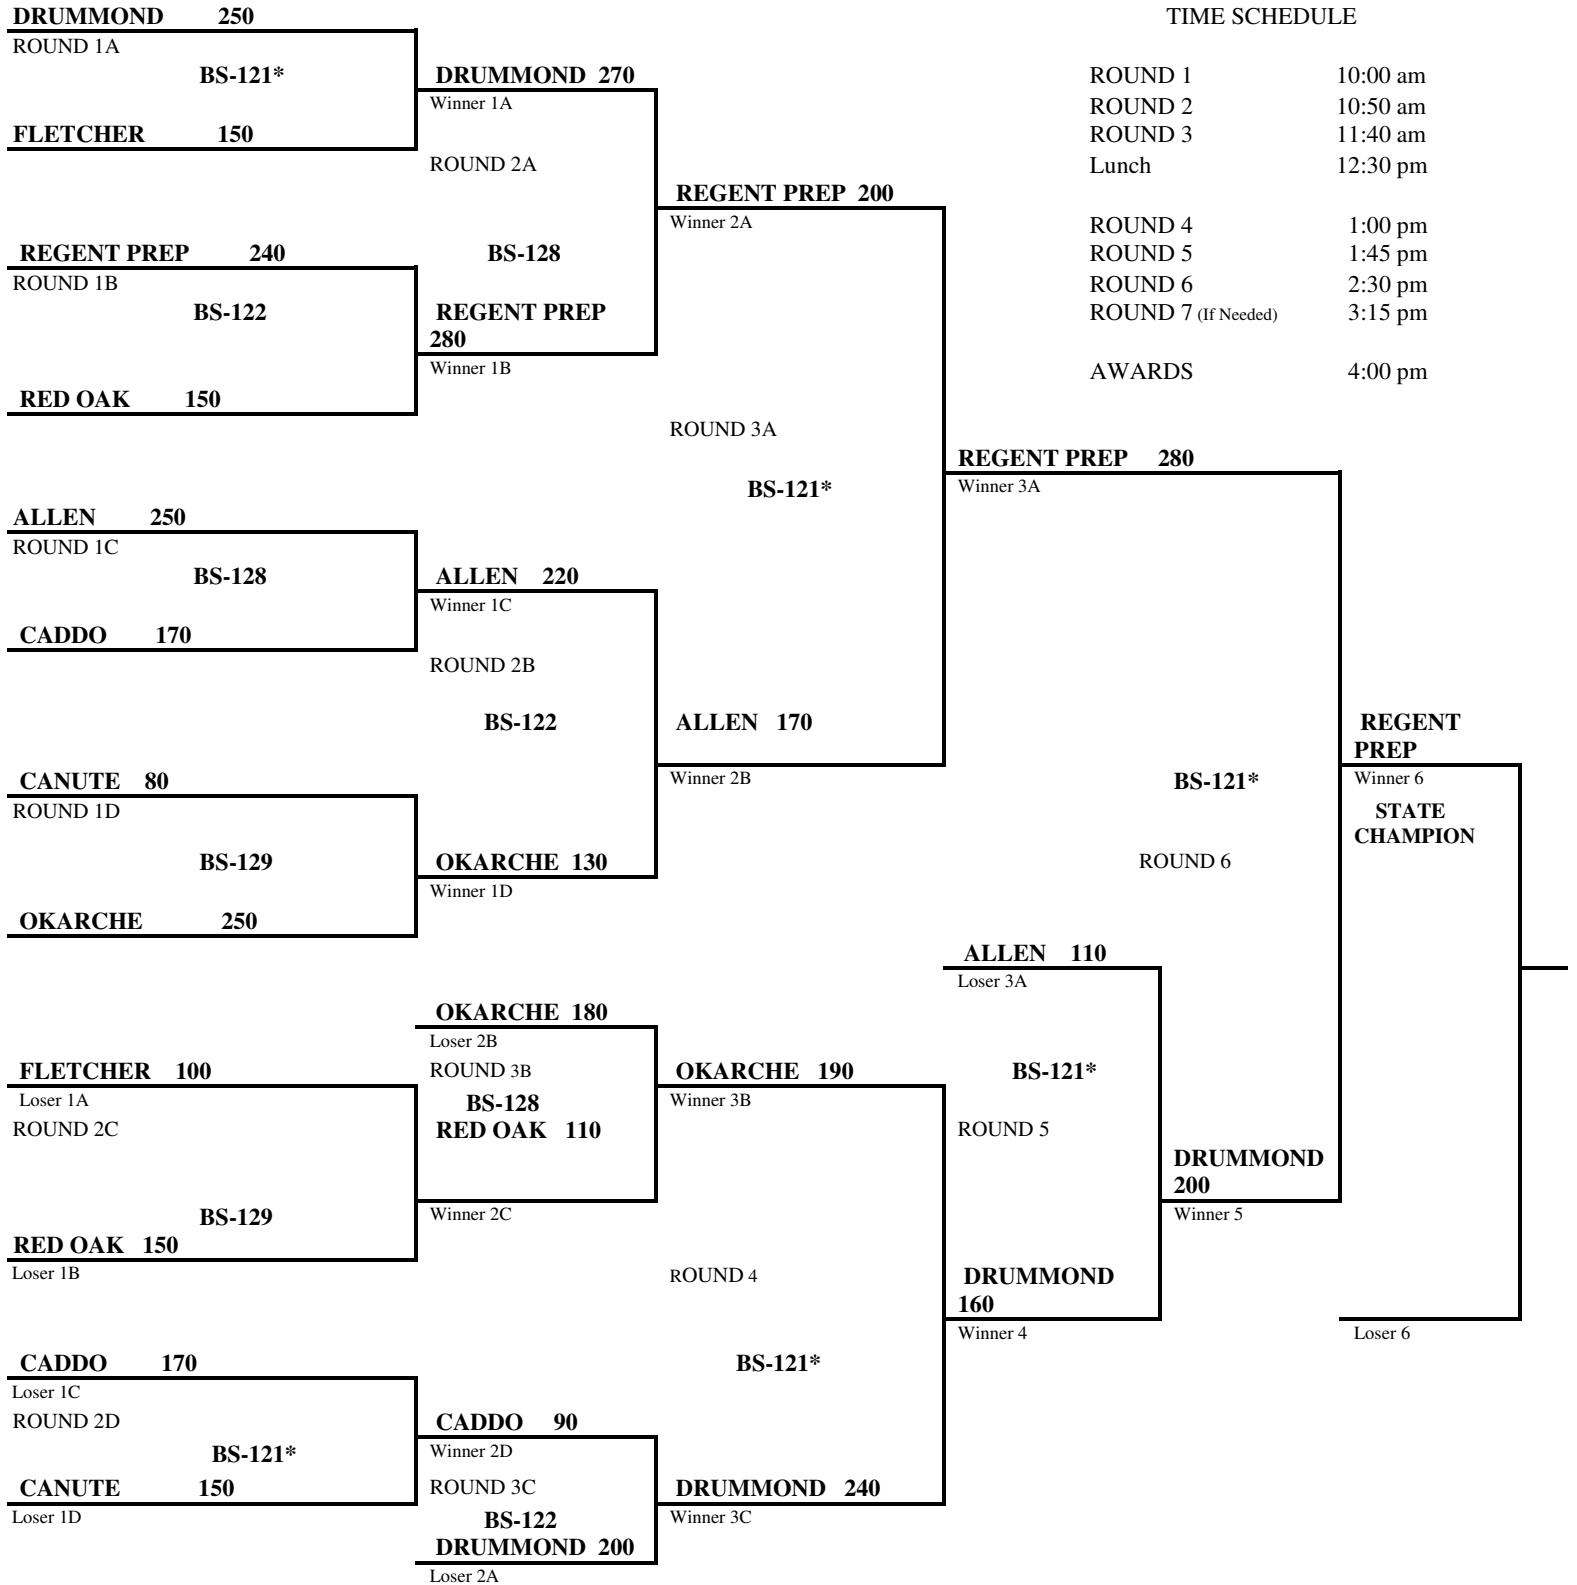 DRUMMOND 250
TIME SCHEDULE
ROUND 1A
BS-121*
DRUMMOND 270
ROUND 1 10:00 am
Winner 1A
ROUND 2 10:50 am
FLETCHER 150
ROUND 3 11:40 am
ROUND 2A
Lunch 12:30 pm
REGENT PREP 200
Winner 2A
ROUND 4 1:00 pm
REGENT PREP 240
BS-128
ROUND 5 1:45 pm
ROUND 1B
ROUND 6 2:30 pm
BS-122
REGENT PREP
280
ROUND 7 (If Needed) 3:15 pm
Winner 1B
AWARDS 4:00 pm
RED OAK 150
ROUND 3A
REGENT PREP 280
BS-121*
Winner 3A
ALLEN 250
ROUND 1C
BS-128
ALLEN 220
Winner 1C
CADDO 170
ROUND 2B
BS-122
ALLEN 170
REGENT
PREP
CANUTE 80
Winner 2B
BS-121*
Winner 6
ROUND 1D
STATE
CHAMPION
BS-129
OKARCHE 130
ROUND 6
Winner 1D
OKARCHE 250
ALLEN 110
Loser 3A
OKARCHE 180
Loser 2B
FLETCHER 100
ROUND 3B
OKARCHE 190
BS-121*
Loser 1A
BS-128
Winner 3B
ROUND 2C
RED OAK 110
ROUND 5
DRUMMOND
200
BS-129
Winner 2C
Winner 5
RED OAK 150
Loser 1B
ROUND 4
DRUMMOND
160
Winner 4
Loser 6
CADDO 170
BS-121*
Loser 1C
ROUND 2D
CADDO 90
BS-121*
Winner 2D
CANUTE 150
ROUND 3C
DRUMMOND 240
Loser 1D
BS-122
Winner 3C
DRUMMOND 200
Loser 2A